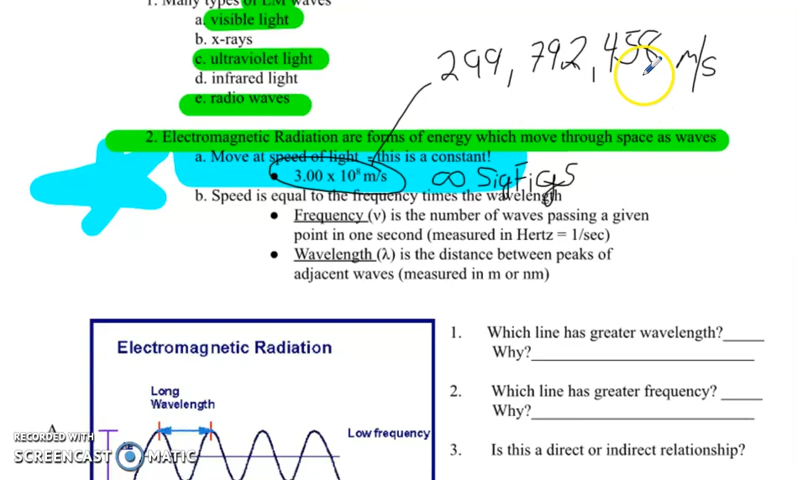 1. Many types of EM waves
a. visible light
b. x-rays
c. ultraviolet light
d. infrared light
e. radio waves
299,792,458 m/s
2. Electromagnetic Radiation are forms of energy which move through space as waves
a. Move at speed of light - this is a constant!
● 3.00 x 10⁸ m/s
∞ SigFigs
b. Speed is equal to the frequency times the wavelength
● Frequency (ν) is the number of waves passing a given
point in one second (measured in Hertz = 1/sec)
● Wavelength (λ) is the distance between peaks of
adjacent waves (measured in m or nm)
Electromagnetic Radiation
Long
Wavelength
A
Low frequency
1. Which line has greater wavelength?_____
Why?_________________________
2. Which line has greater frequency? _____
Why?_________________________
3. Is this a direct or indirect relationship?
RECORDED WITH
SCREENCAST MATIC